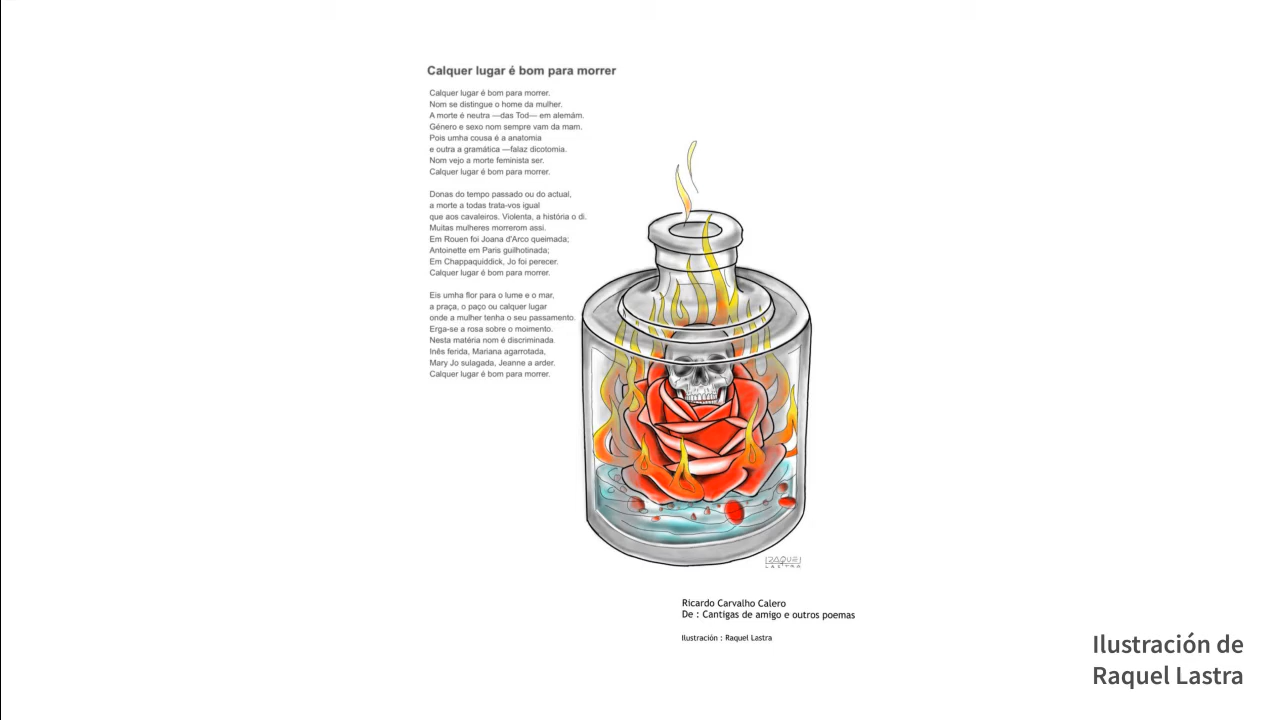 Calquer lugar é bom para morrer
Calquer lugar é bom para morrer.
Nom se distingue o home da mulher.
A morte é neutra —das Tod— em alemám.
Género e sexo nom sempre vam da mam.
Pois umha cousa é a anatomia
e outra a gramática —falaz dicotomia.
Nom vejo a morte feminista ser.
Calquer lugar é bom para morrer.
Donas do tempo passado ou do actual,
a morte a todas trata-vos igual
que aos cavaleiros. Violenta, a história o di.
Muitas mulheres morrerom assi.
Em Rouen foi Joana d'Arco queimada;
Antoinette em Paris guilhotinada;
Em Chappaquiddick, Jo foi perecer.
Calquer lugar é bom para morrer.
Eis umha flor para o lume e o mar,
a praça, o paço ou calquer lugar
onde a mulher tenha o seu passamento.
Erga-se a rosa sobre o moimento.
Nesta matéria nom é discriminada
Inês ferida, Mariana agarrotada,
Mary Jo sulagada, Jeanne a arder.
Calquer lugar é bom para morrer.
RAQUEL
LASTRA
Ricardo Carvalho Calero
De : Cantigas de amigo e outros poemas
Ilustración : Raquel Lastra
Ilustración de
Raquel Lastra